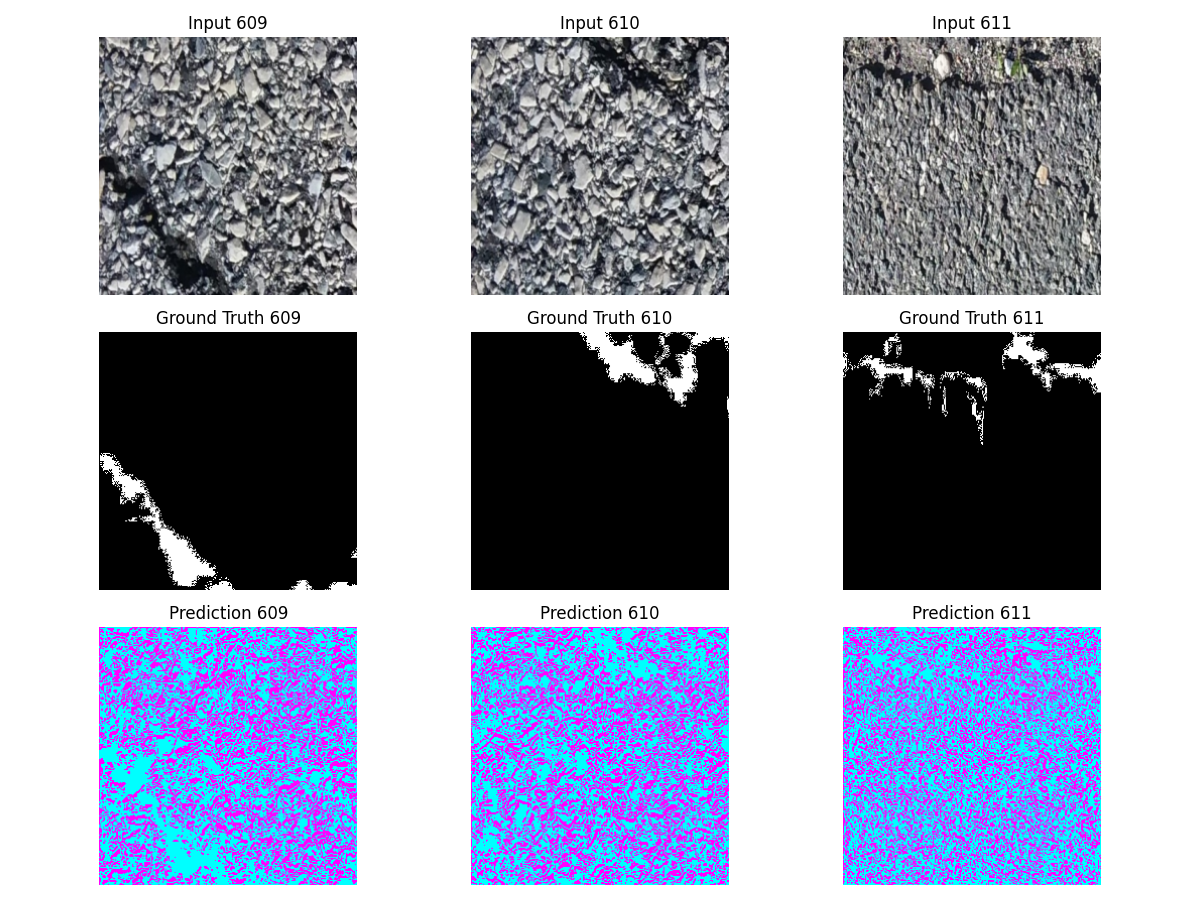 Input 609
Input 610
Input 611
Ground Truth 609
Ground Truth 610
Ground Truth 611
Prediction 609
Prediction 610
Prediction 611